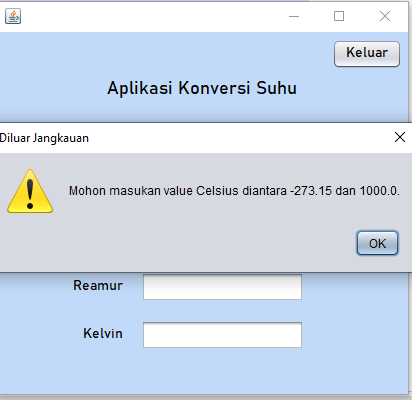 Keluar
Aplikasi Konversi Suhu
Diluar Jangkauan
Mohon masukan value Celsius diantara -273.15 dan 1000.0.
OK
Reamur
Kelvin